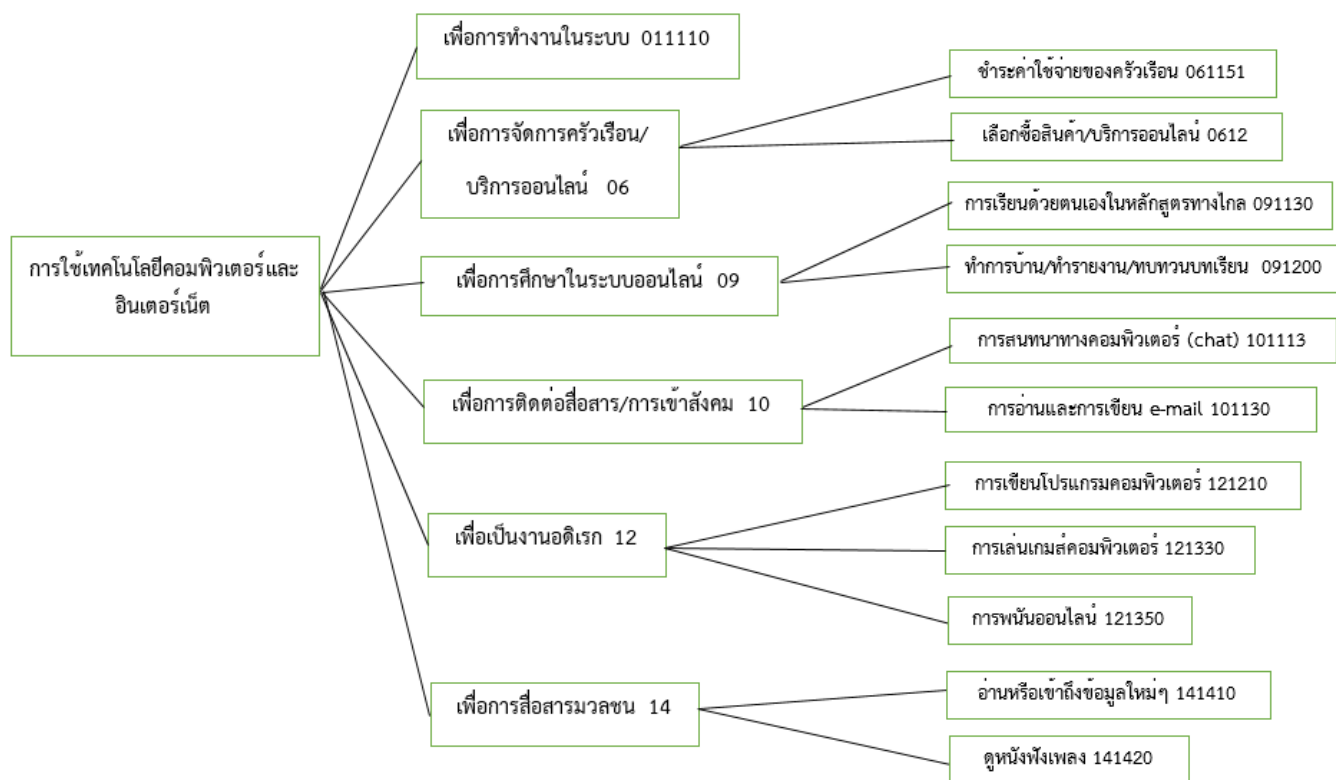 การใช้เทคโนโลยีคอมพิวเตอร์และ
อินเตอร์เน็ต
เพื่อการทำงานในระบบ 011110
เพื่อการจัดการครัวเรือน/
บริการออนไลน์ 06
ชำระค่าใช้จ่ายของครัวเรือน 061151
เลือกซื้อสินค้า/บริการออนไลน์ 0612
เพื่อการศึกษาในระบบออนไลน์ 09
การเรียนด้วยตนเองในหลักสูตรทางไกล 091130
ทำการบ้าน/ทำรายงาน/ทบทวนบทเรียน 091200
เพื่อการติดต่อสื่อสาร/การเข้าสังคม 10
การสนทนาทางคอมพิวเตอร์ (chat) 101113
การอ่านและการเขียน e-mail 101130
เพื่อเป็นงานอดิเรก 12
การเขียนโปรแกรมคอมพิวเตอร์ 121210
การเล่นเกมส์คอมพิวเตอร์ 121330
การพนันออนไลน์ 121350
เพื่อการสื่อสารมวลชน 14
อ่านหรือเข้าถึงข้อมูลใหม่ๆ 141410
ดูหนังฟังเพลง 141420